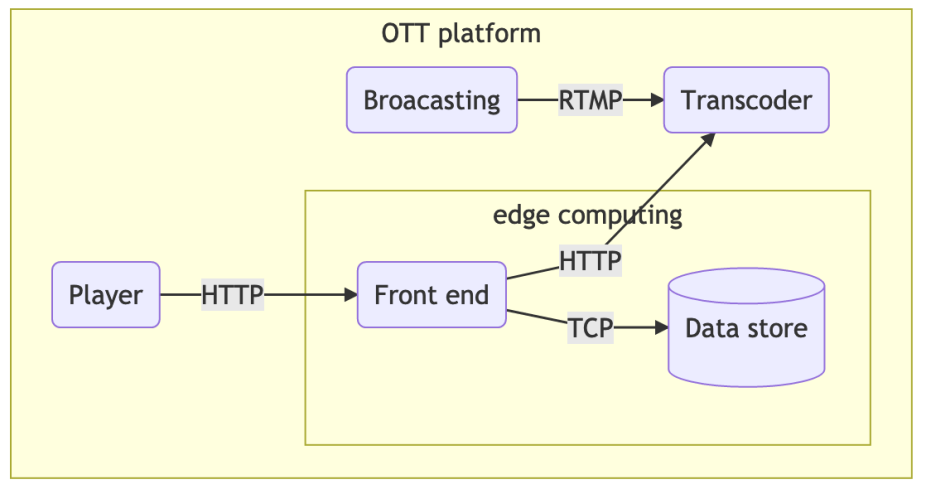 OTT platform
Broacasting
RTMP
Transcoder
edge computing
Player
HTTP
Front end
HTTP
TCP
Data store